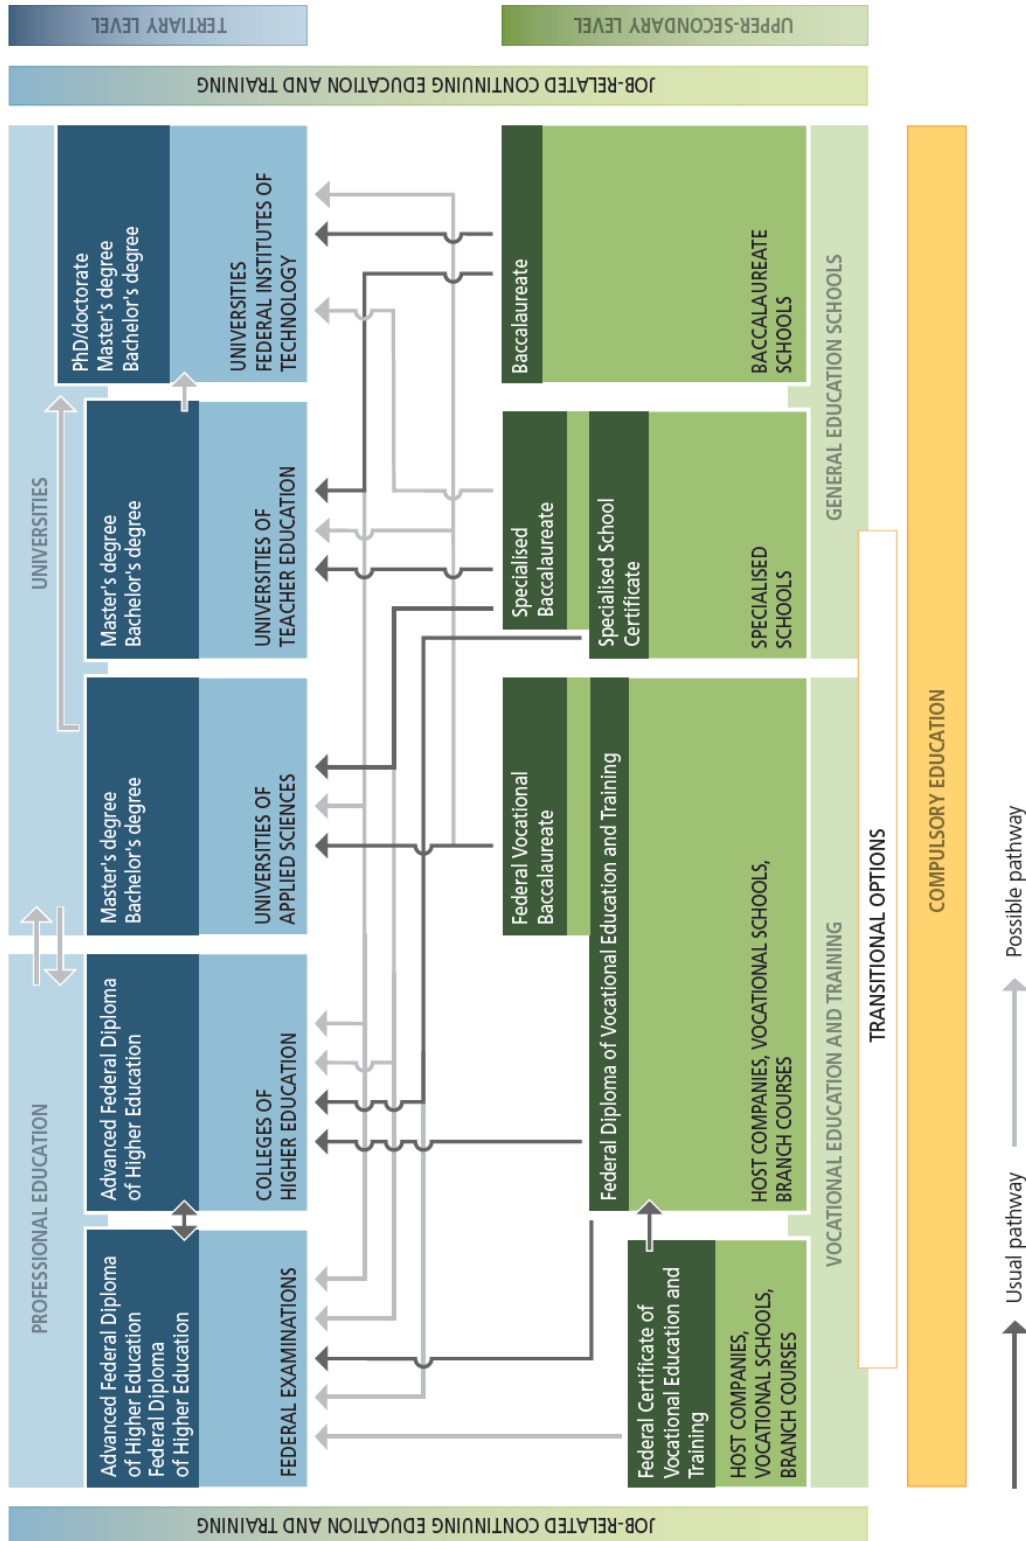 JOB-RELATED CONTINUING EDUCATION AND TRAINING
PROFESSIONAL EDUCATION
UNIVERSITIES
Advanced Federal Diploma
of Higher Education
Federal Diploma
of Higher Education
FEDERAL EXAMINATIONS
Advanced Federal Diploma
of Higher Education
COLLEGES OF
HIGHER EDUCATION
Master's degree
Bachelor's degree
UNIVERSITIES OF
APPLIED SCIENCES
Master's degree
Bachelor's degree
UNIVERSITIES OF
TEACHER EDUCATION
PhD/doctorate
Master's degree
Bachelor's degree
UNIVERSITIES
FEDERAL INSTITUTES OF
TECHNOLOGY
JOB-RELATED CONTINUING EDUCATION AND TRAINING
TERTIARY LEVEL
UPPER-SECONDARY LEVEL
Federal Certificate of
Vocational Education and
Training
HOST COMPANIES,
VOCATIONAL SCHOOLS,
BRANCH COURSES
Federal Vocational
Baccalaureate
Federal Diploma of Vocational Education and Training
HOST COMPANIES, VOCATIONAL SCHOOLS,
BRANCH COURSES
Specialised
Baccalaureate
Specialised School
Certificate
SPECIALISED
SCHOOLS
Baccalaureate
BACCALAUREATE
SCHOOLS
VOCATIONAL EDUCATION AND TRAINING
GENERAL EDUCATION SCHOOLS
TRANSITIONAL OPTIONS
COMPULSORY EDUCATION
Usual pathway
Possible pathway